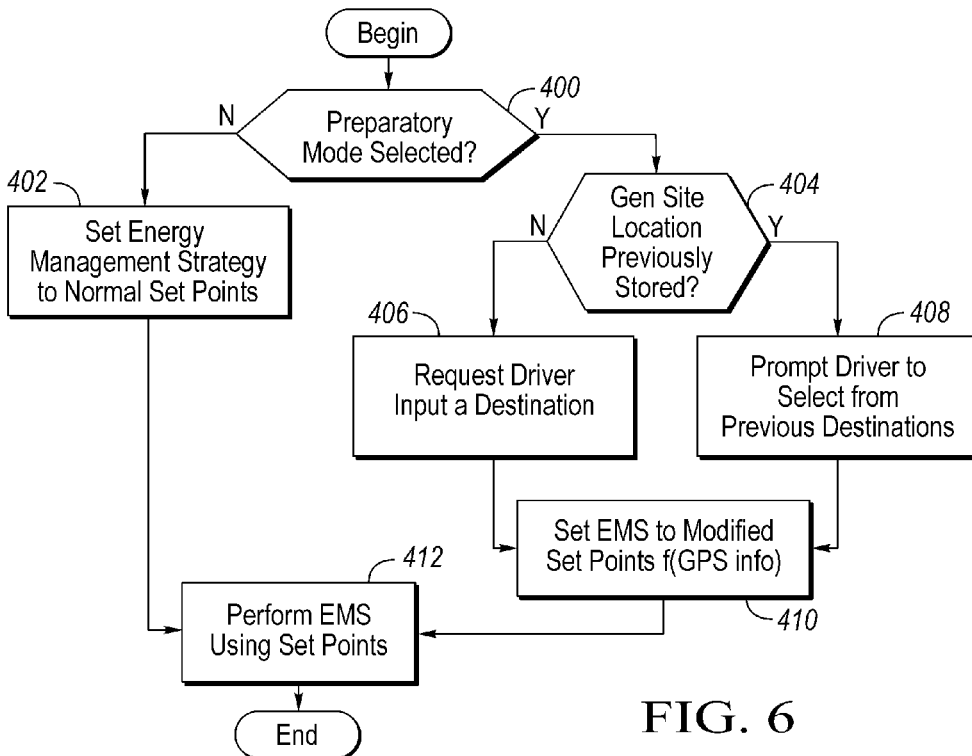 Begin
400
N
Y
Preparatory
Mode Selected?
402
Set Energy
Management Strategy
to Normal Set Points
404
N
Y
Gen Site
Location
Previously
Stored?
406
Request Driver
Input a Destination
408
Prompt Driver to
Select from
Previous Destinations
Set EMS to Modified
Set Points f(GPS info)
410
412
Perform EMS
Using Set Points
End
FIG. 6